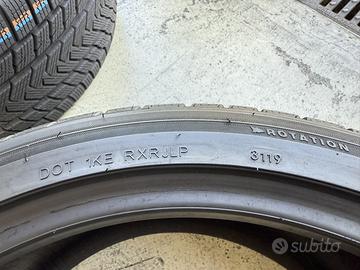 ROTATION
DOT 1KE RXRJLP 3119
subito